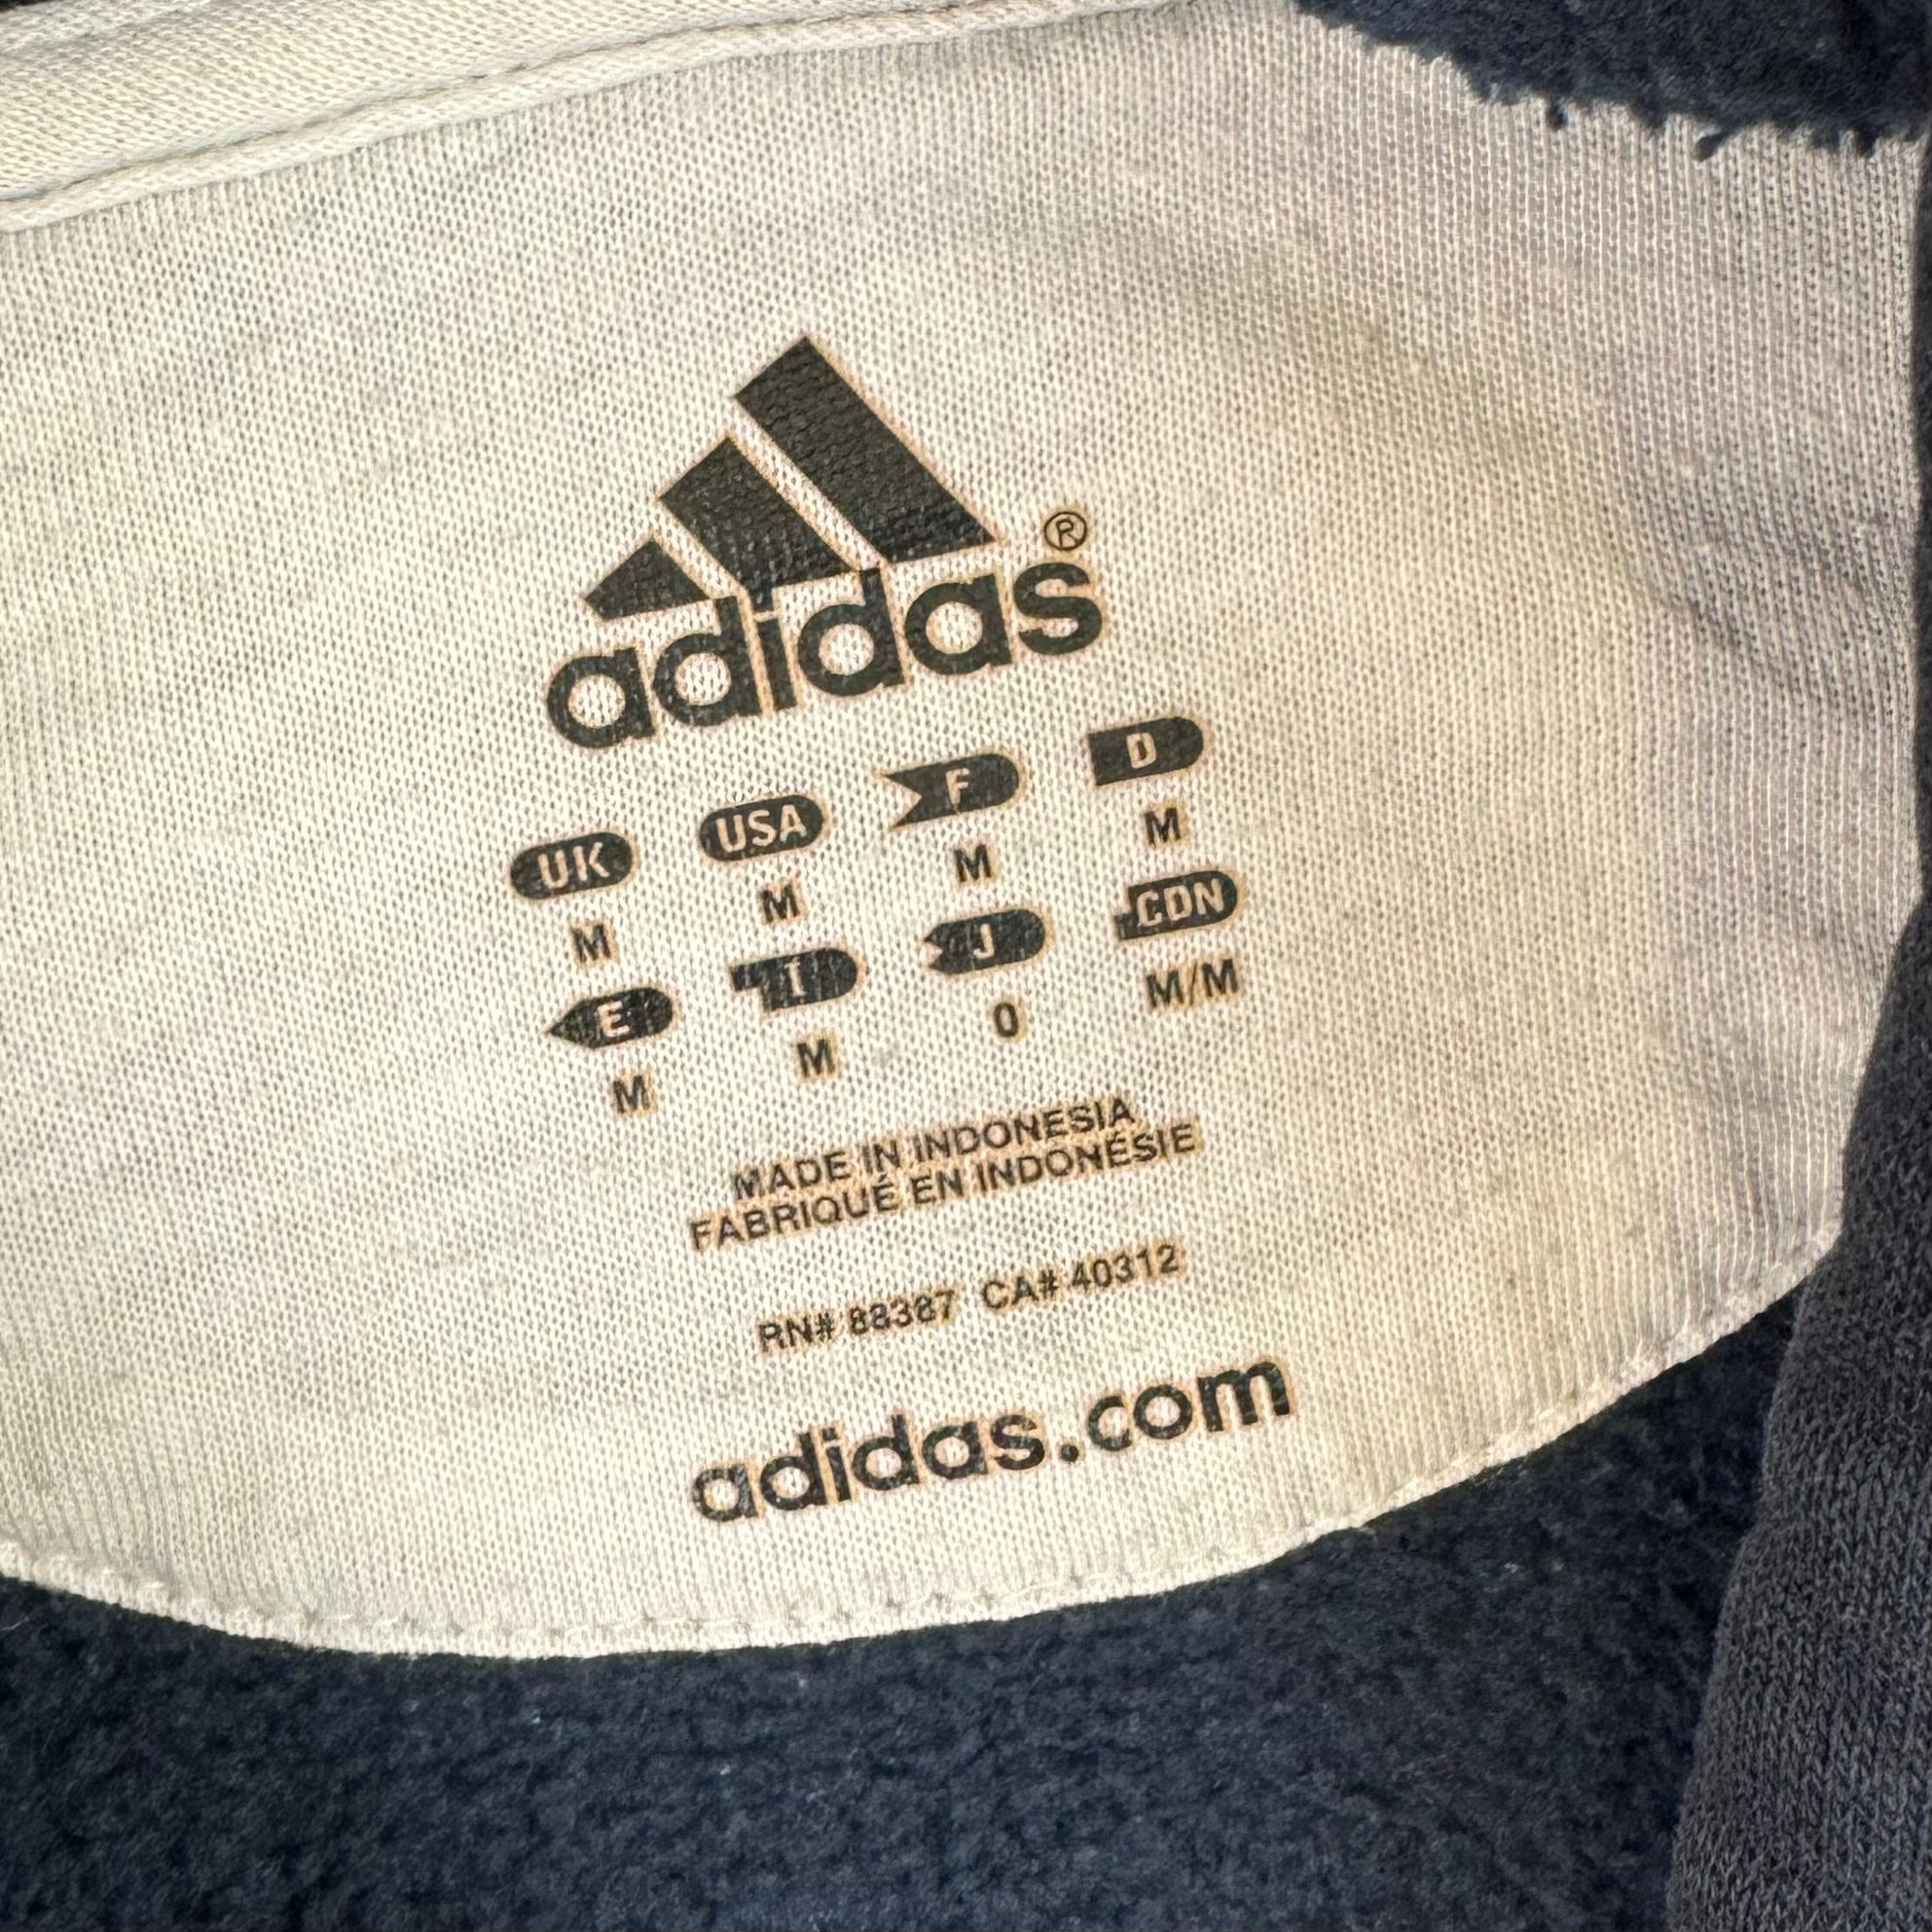 adidas®
UK USA F D
M M M M
E I J CDN
M M O M/M
MADE IN INDONESIA
FABRIQUÉ EN INDONÉSIE
RN# 88387 CA# 40312
adidas.com